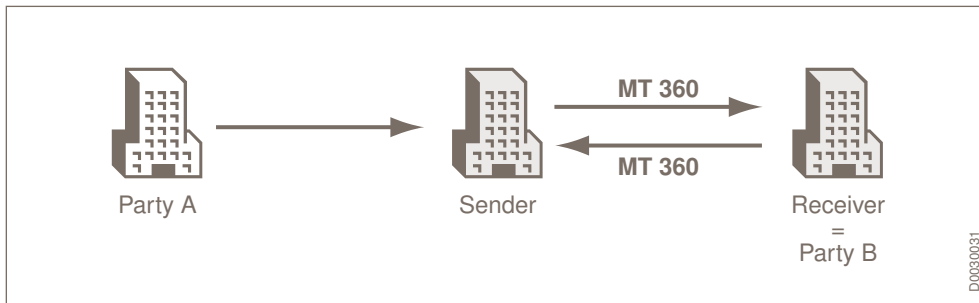 MT 360
MT 360
Party A
Sender
Receiver
=
Party B
D0030031